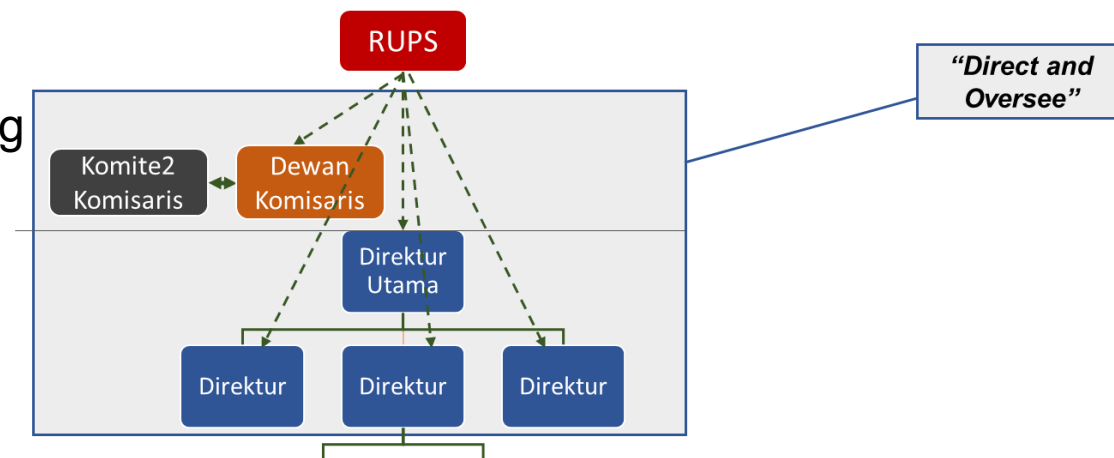 RUPS
“Direct and
Oversee”
g
Komite2
Komisaris
Dewan
Komisaris
Direktur
Utama
Direktur
Direktur
Direktur